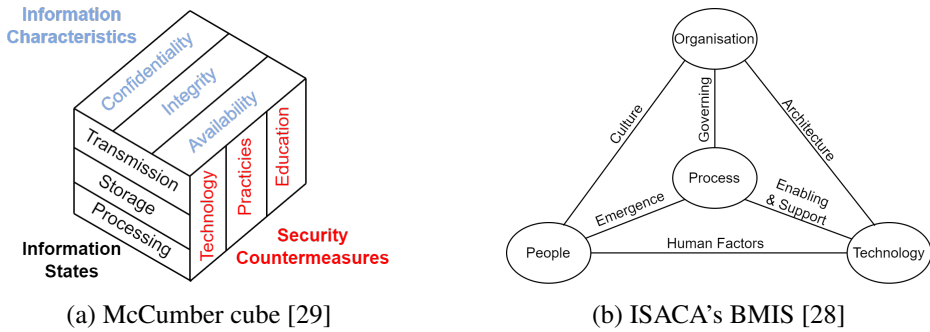 Information
Characteristics
Confidentiality
Integrity
Availability
Transmission
Storage
Processing
Technology
Practicies
Education
Information
States
Security
Countermeasures
(a) McCumber cube [29]
Organisation
Culture
Governing
Architecture
Process
Emergence
Enabling
& Support
People
Human Factors
Technology
(b) ISACA's BMIS [28]